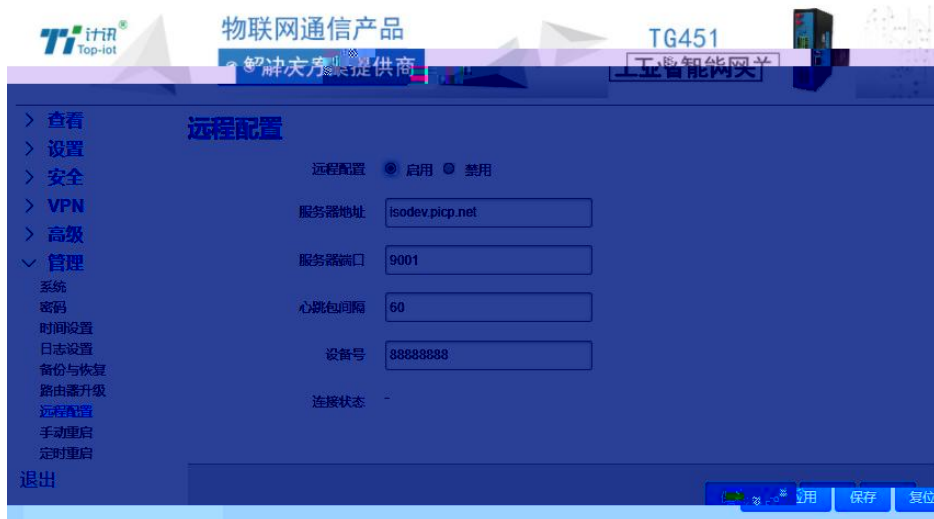 计讯®
Top-iot
物联网通信产品
解决方案提供商
TG451
工业智能网关
查看
设置
安全
VPN
高级
管理
系统
密码
时间设置
日志设置
备份与恢复
路由器升级
远程配置
手动重启
定时重启
退出
远程配置
远程配置 启用 禁用
服务器地址 isodev.picp.net
服务器端口 9001
心跳包间隔 60
设备号 88888888
连接状态 -
应用 保存 复位